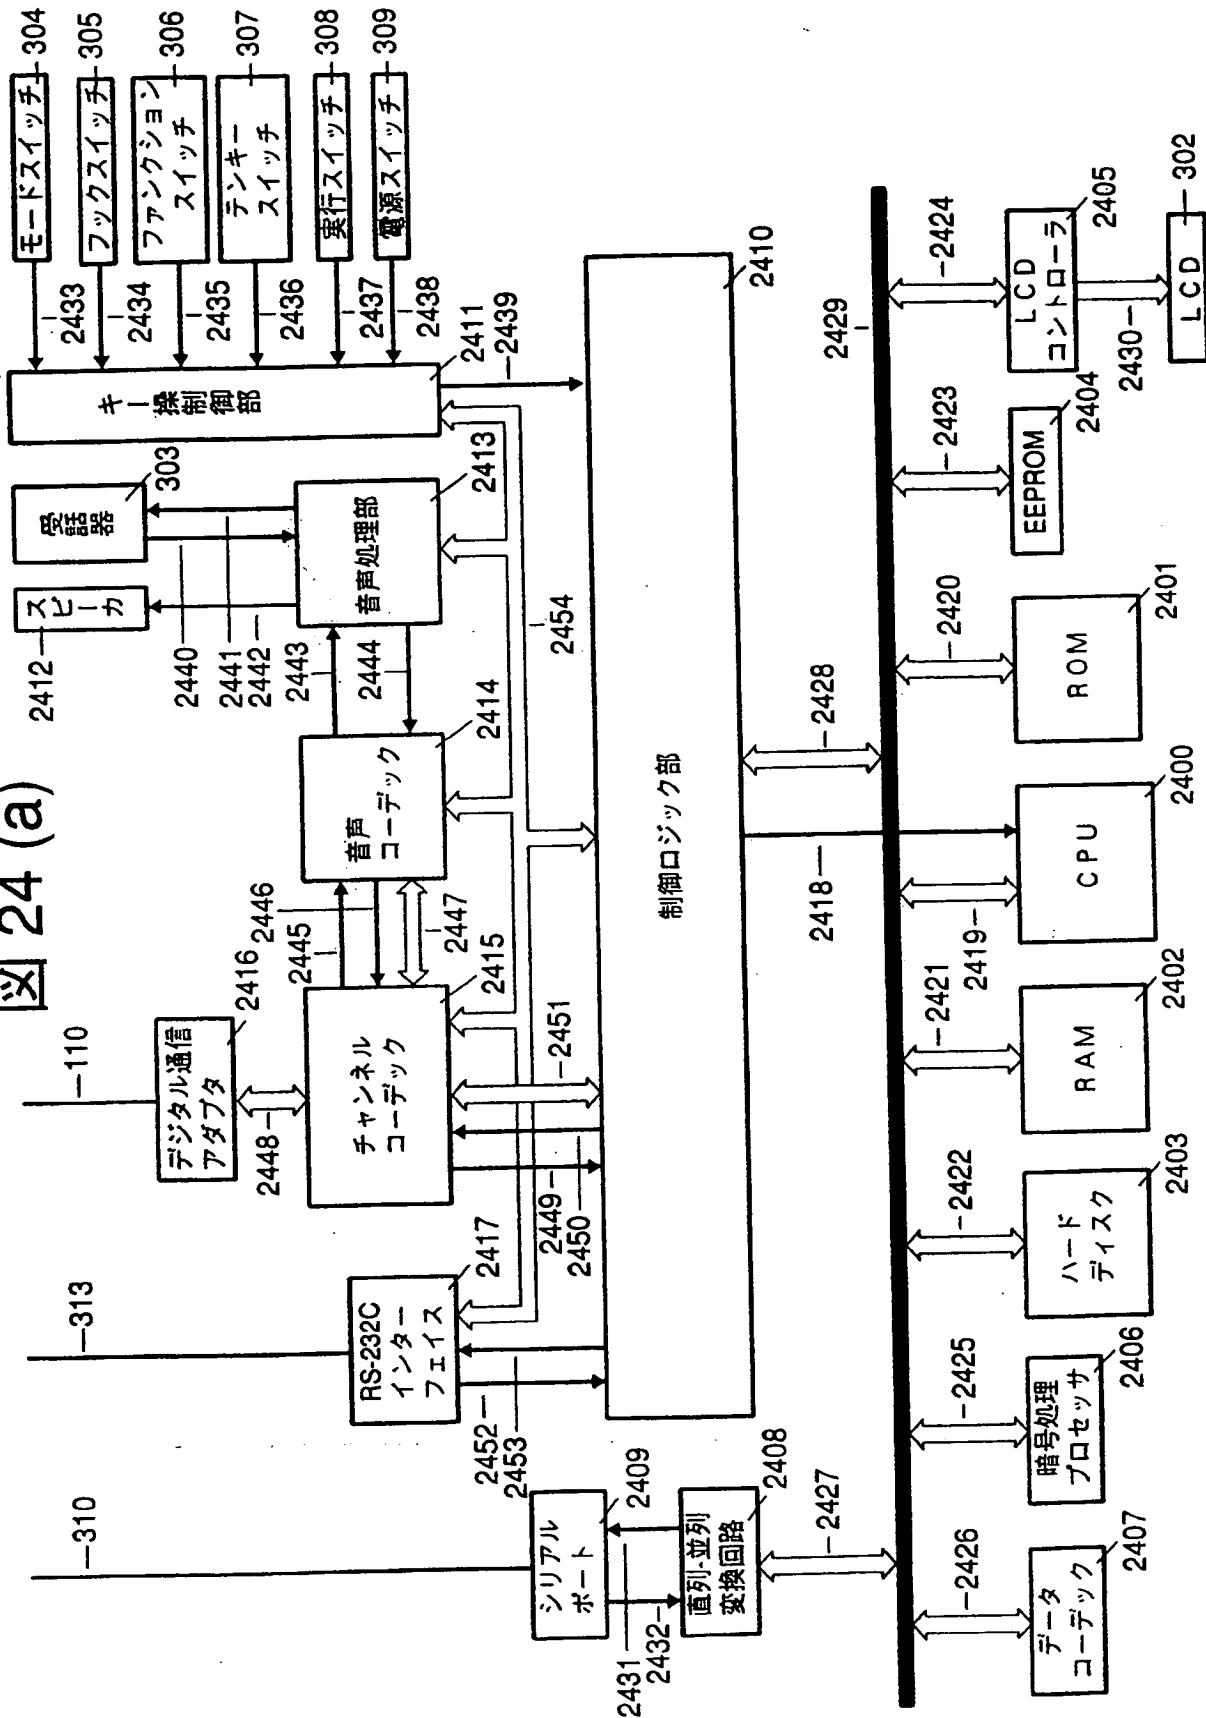 図 24 (a)
310
313
110
2412
スピーカ
受話器
303
モードスイッチ
304
フックスイッチ
305
ファンクション
スイッチ
306
テンキー
スイッチ
307
実行スイッチ
308
電源スイッチ
309
2433
2434
2435
2436
2437
2438
キー操制御部
2411
2439
2440
2441
2442
音声処理部
2413
2443
2444
音声
コーデック
2414
2445
2446
2447
デジタル通信
アダプタ
2416
2448
チャンネル
コーデック
2415
2449
2450
2451
2454
RS-232C
インター
フェイス
2417
2452
2453
シリアル
ポート
2409
2431
2432
直列-並列
変換回路
2408
2427
制御ロジック部
2410
2428
2418
2429
2426
データ
コーデック
2407
2425
暗号処理
プロセッサ
2406
2422
ハード
ディスク
2403
2421
RAM
2402
2419
CPU
2400
2420
ROM
2401
2423
EEPROM
2404
2424
LCD
コントローラ
2405
2430
LCD
302